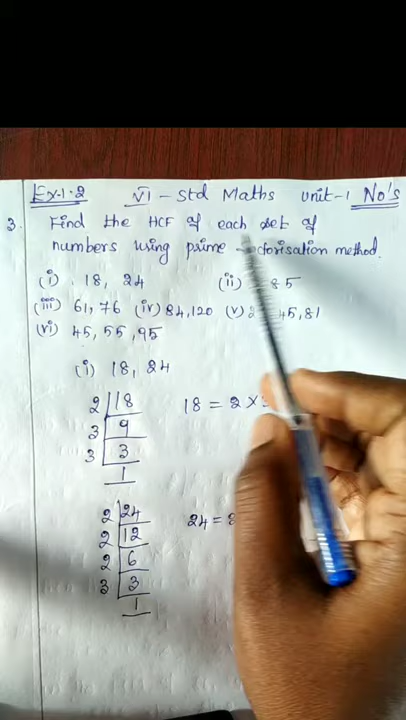 Ex-1.2 VI - Std Maths Unit-1 No's
3. Find the HCF of each set of
numbers using prime factorisation method.
(i) 18, 24 (ii) 85
(iii) 61, 76 (iv) 84,120 (v) 45,81
(vi) 45, 55, 95
(i) 18, 24
2 18 18 = 2 ×
3 9
3 3
1
2 24 24 =
2 12
2 6
3 3
1